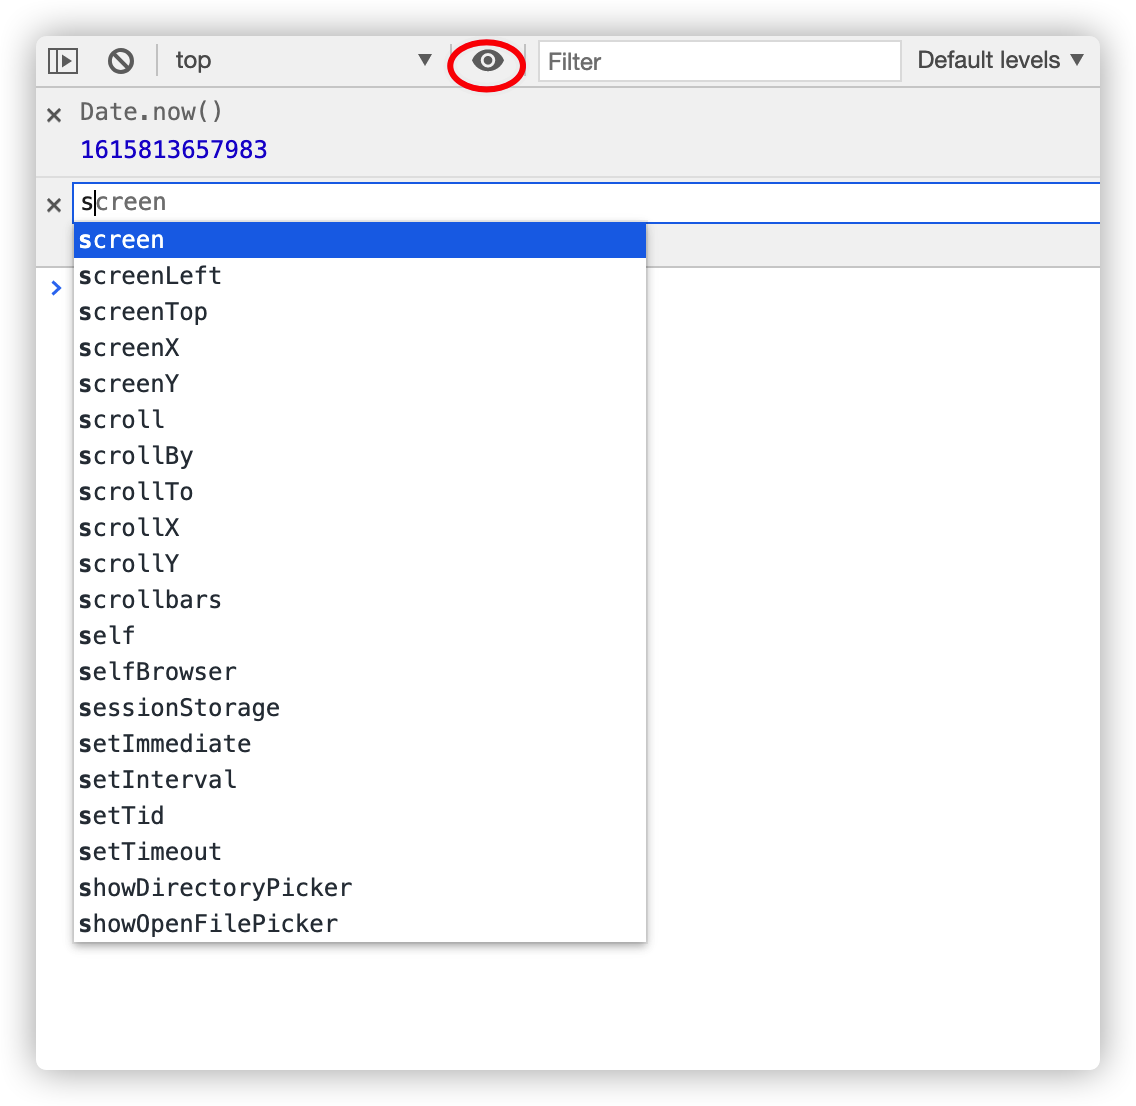 top Filter Default levels
Date.now()
1615813657983
screen
screen
screenLeft
screenTop
screenX
screenY
scroll
scrollBy
scrollTo
scrollX
scrollY
scrollbars
self
selfBrowser
sessionStorage
setImmediate
setInterval
setTid
setTimeout
showDirectoryPicker
showOpenFilePicker